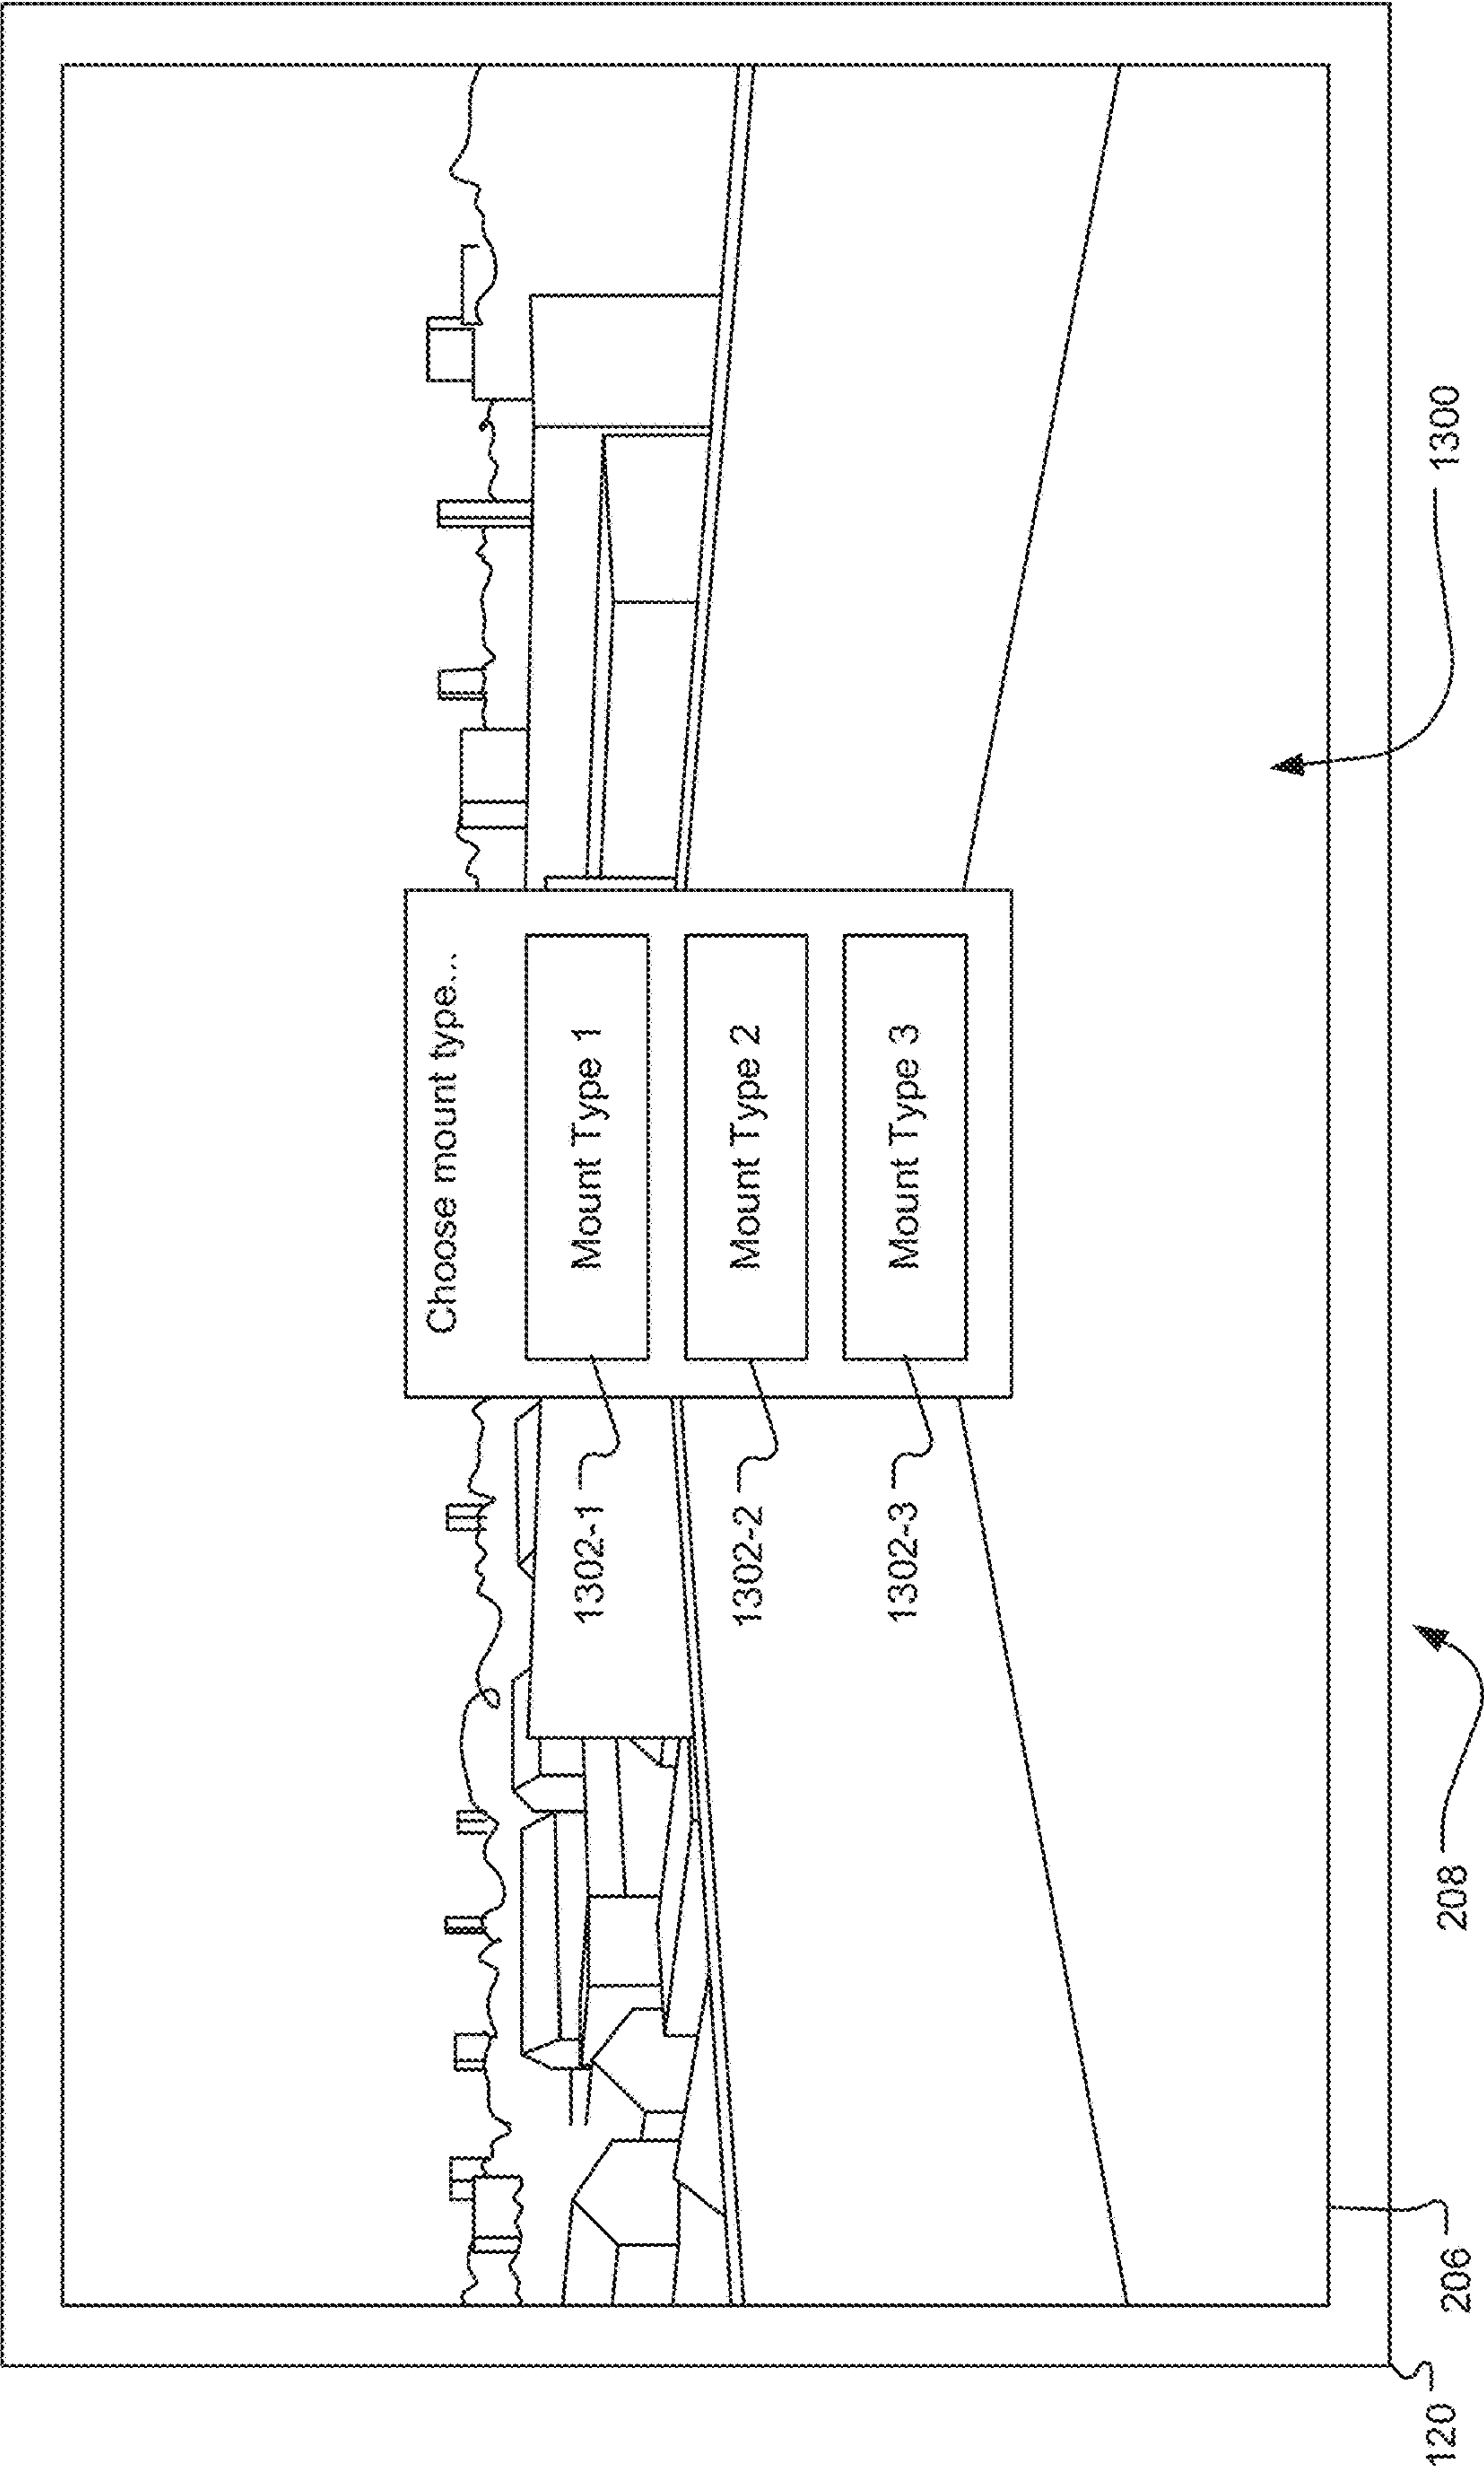 Choose mount type...
Mount Type 1
Mount Type 2
Mount Type 3
1302-1
1302-2
1302-3
1300
208
206
120